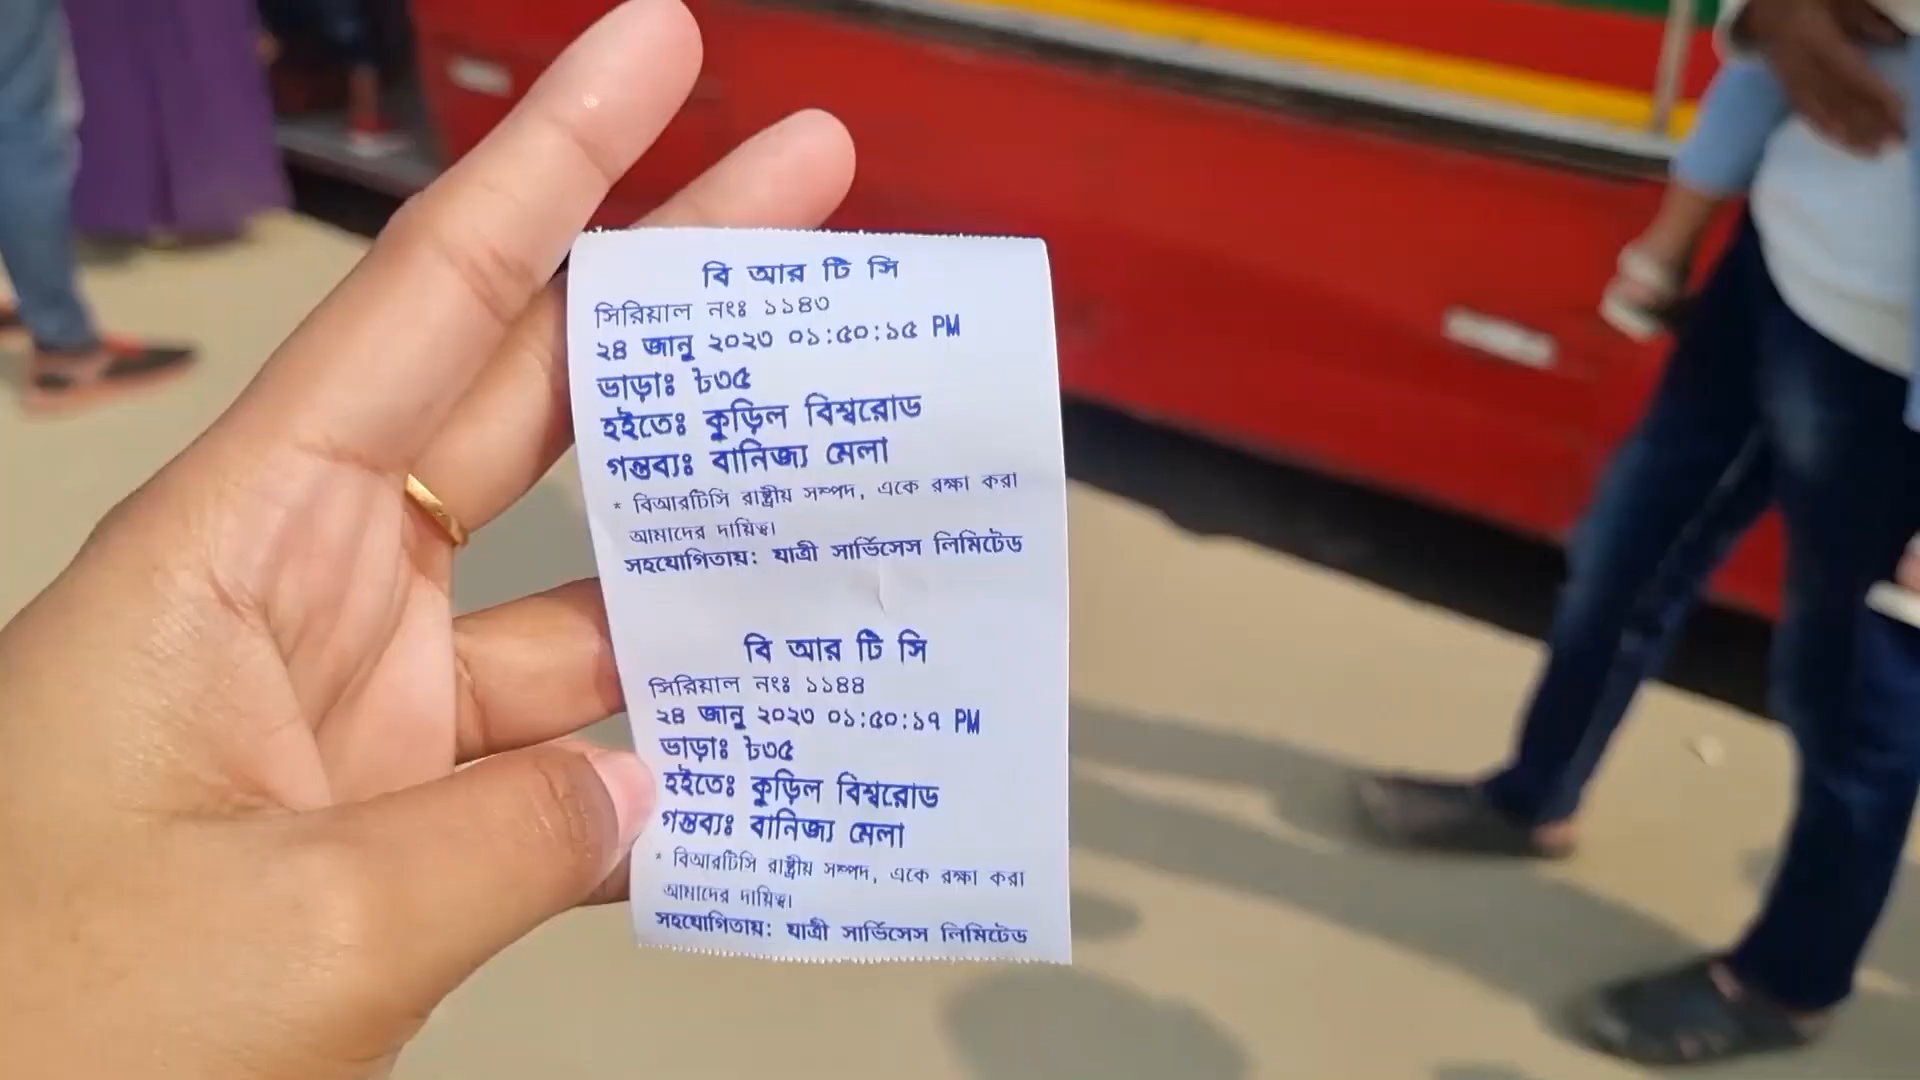 বি আর টি সি
সিরিয়াল নংঃ ১১৪৩
২৪ জানু ২০২৩ ০১:৫০:১৫ PM
ভাড়াঃ ৳৩৫
হইতেঃ কুড়িল বিশ্বরোড
গন্তব্যঃ বানিজ্য মেলা
* বিআরটিসি রাষ্ট্রীয় সম্পদ, একে রক্ষা করা
আমাদের দায়িত্ব।
সহযোগিতায়: যাত্রী সার্ভিসেস লিমিটেড
বি আর টি সি
সিরিয়াল নংঃ ১১৪৪
২৪ জানু ২০২৩ ০১:৫০:১৭ PM
ভাড়াঃ ৳৩৫
হইতেঃ কুড়িল বিশ্বরোড
গন্তব্যঃ বানিজ্য মেলা
* বিআরটিসি রাষ্ট্রীয় সম্পদ, একে রক্ষা করা
আমাদের দায়িত্ব।
সহযোগিতায়: যাত্রী সার্ভিসেস লিমিটেড